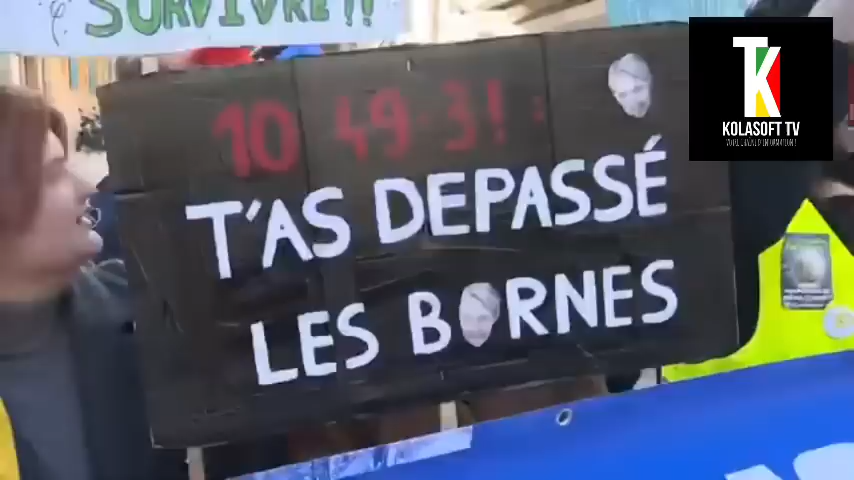 SURVIVRE!!
10 49·3!
T'AS DEPASSÉ
LES BORNES
KOLASOFT TV